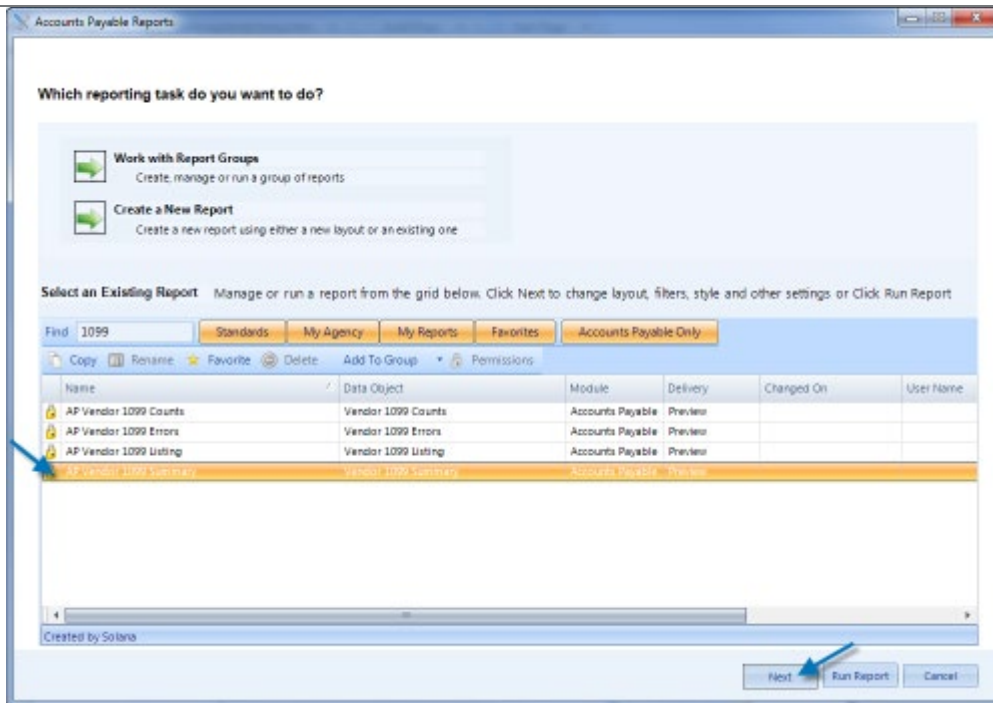 Accounts Payable Reports
Which reporting task do you want to do?
Work with Report Groups
Create, manage or run a group of reports
Create a New Report
Create a new report using either a new layout or an existing one
Select an Existing Report Manage or run a report from the grid below. Click Next to change layout, filters, style and other settings or Click Run Report
Find 1099 Standards My Agency My Reports Favorites Accounts Payable Only
Copy Rename Favorite Delete Add To Group Permissions
Name Data Object Module Delivery Changed On User Name
AP Vendor 1099 Counts Vendor 1099 Counts Accounts Payable Preview
AP Vendor 1099 Errors Vendor 1099 Errors Accounts Payable Preview
AP Vendor 1099 Listing Vendor 1099 Listing Accounts Payable Preview
AP Vendor 1099 Summary Vendor 1099 Summary Accounts Payable Preview
Created by Solana
Next Run Report Cancel